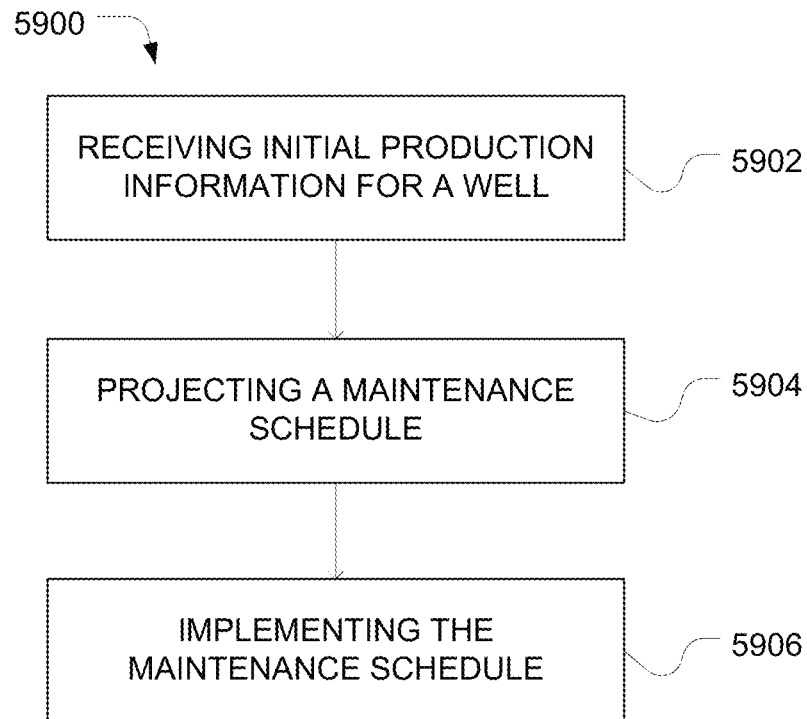 5900
RECEIVING INITIAL PRODUCTION
INFORMATION FOR A WELL
5902
PROJECTING A MAINTENANCE
SCHEDULE
5904
IMPLEMENTING THE
MAINTENANCE SCHEDULE
5906